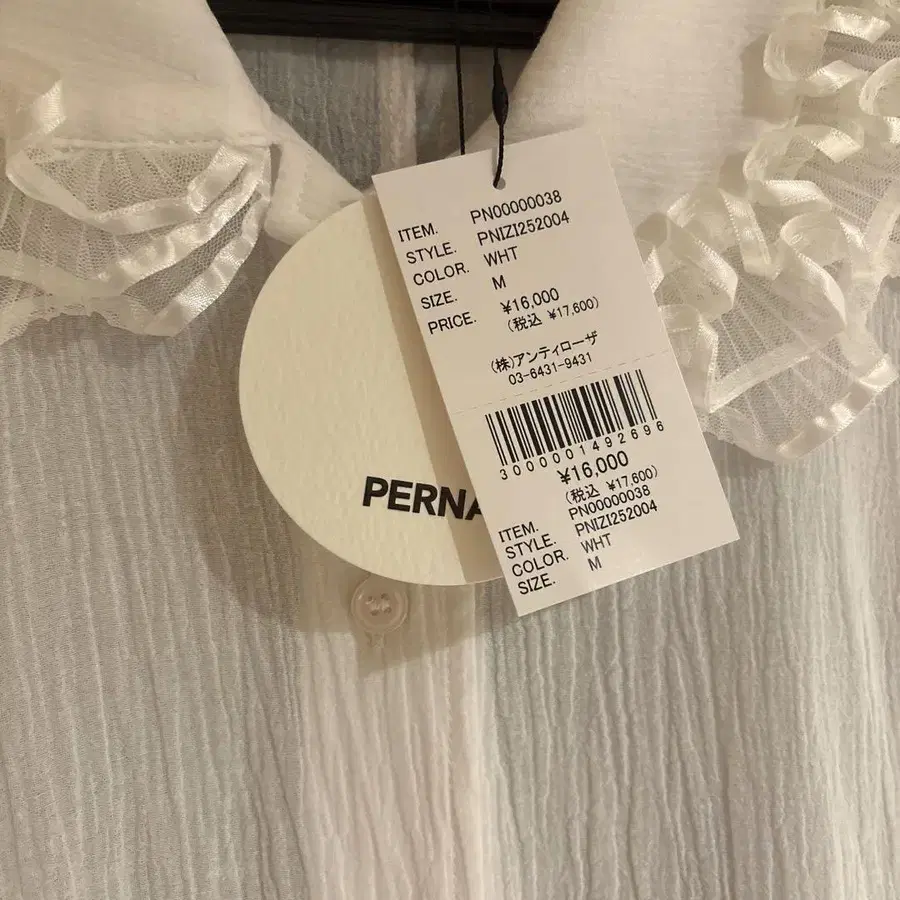 ITEM. PN00000038
STYLE. PNIZI252004
COLOR. WHT
SIZE. M
PRICE. ¥16,000
(税込 ¥17,600)
(株)アンティローザ
03-6431-9431
3000001492696
¥16,000
(税込 ¥17,600)
ITEM. PN00000038
STYLE. PNIZI252004
COLOR. WHT
SIZE. M
PERNA